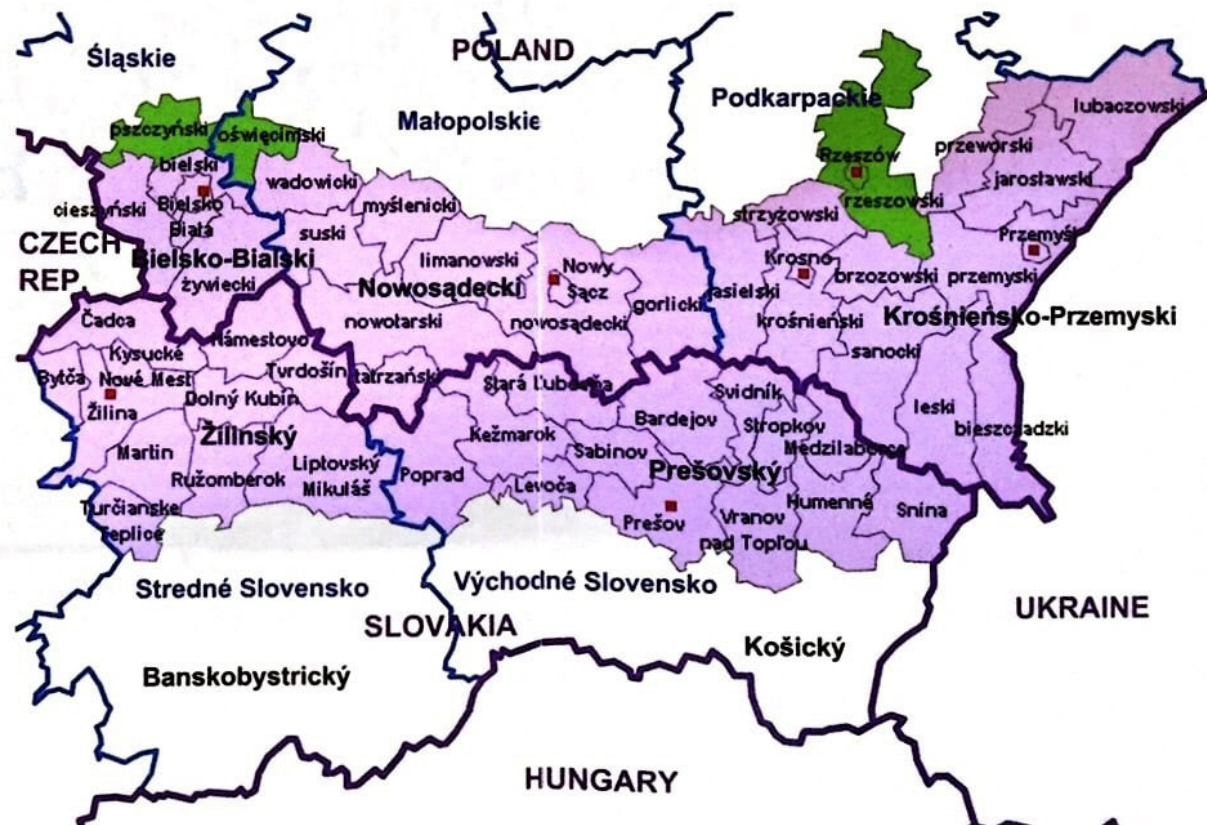 POLAND
Śląskie
Małopolskie
Podkarpackie
lubaczowski
pszczyński
oświęcimski
przeworski
Rzeszów
bielski
wadowicki
jarosławski
rzeszowski
cieszyński
Bielsko
Biała
myślenicki
strzyżowski
suski
Przemyśl
CZECH
REP.
Bielsko-Bialski
limanowski
Nowy
Sącz
Krosno
brzozowski
przemyski
żywiecki
Nowosądecki
gorlicki
jasielski
Čadca
nowotarski
nowosądecki
krośnieński
Krośnieńsko-Przemyski
Námestovo
sanocki
Kysucké
Nové Mest
Bytča
Tvrdošín
tatrzański
Stará Ľubovňa
Svidník
Dolný Kubín
Žilina
Bardejov
Stropkov
leski
bieszczadzki
Žilinský
Kežmarok
Medzilaborce
Martin
Sabinov
Liptovský
Mikuláš
Poprad
Prešovský
Ružomberok
Levoča
Humenné
Snina
Turčianske
Teplice
Prešov
Vranov
nad Topľou
Stredné Slovensko
Východné Slovensko
UKRAINE
SLOVAKIA
Košický
Banskobystrický
HUNGARY